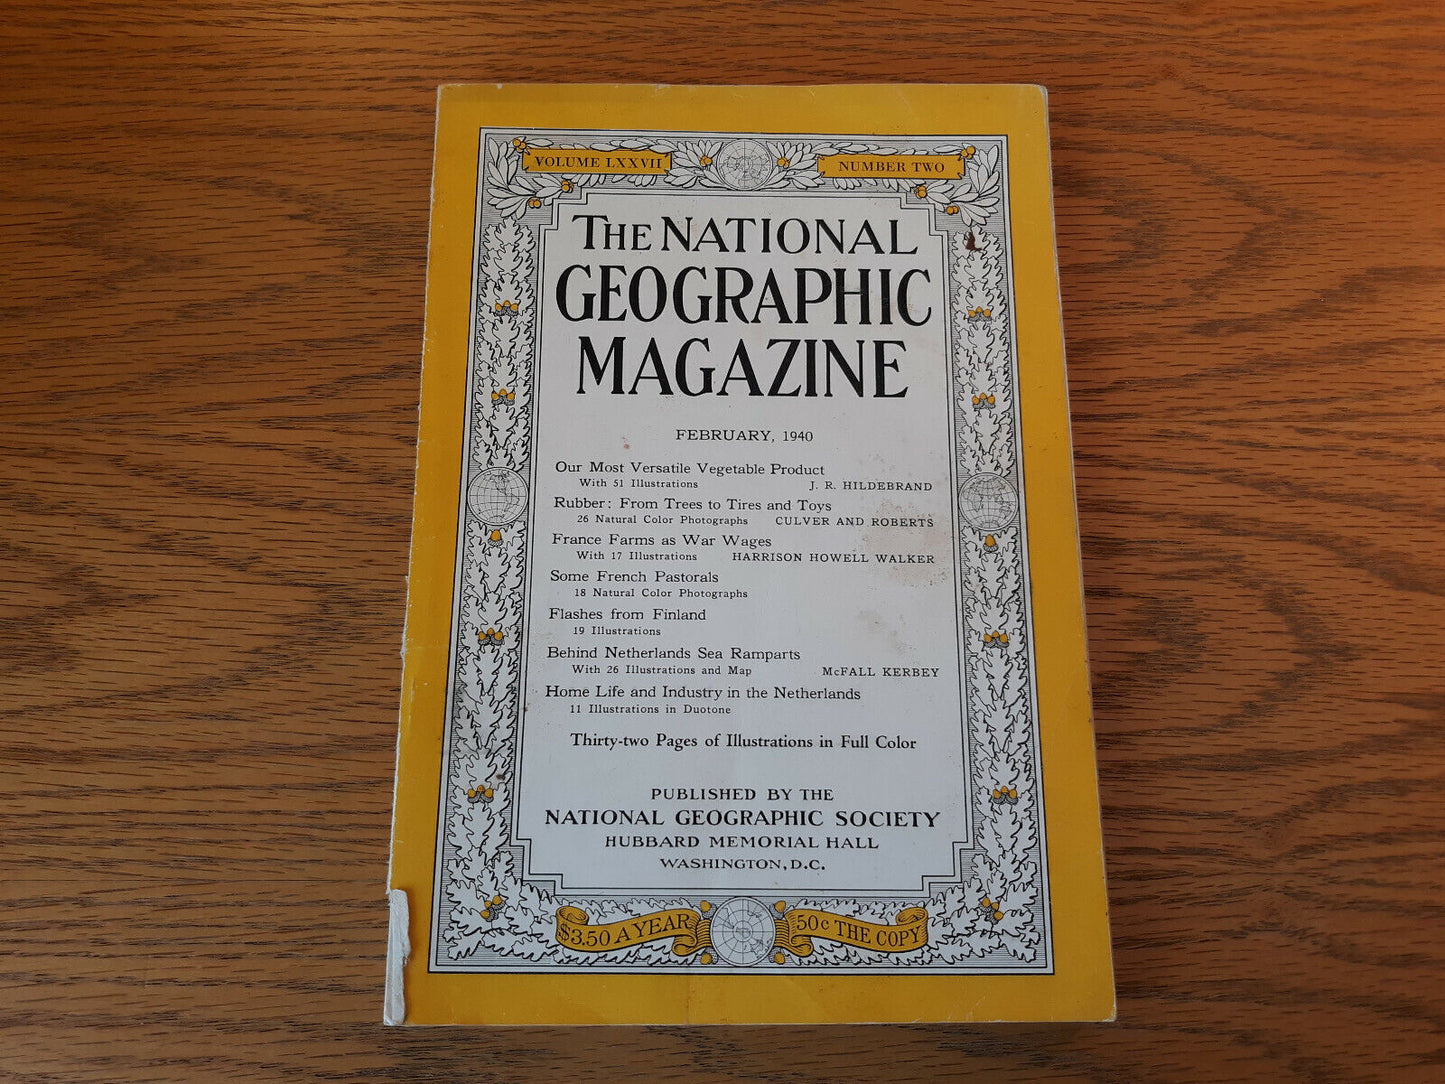 VOLUME LXXVII
NUMBER TWO
THE NATIONAL
GEOGRAPHIC
MAGAZINE
FEBRUARY, 1940
Our Most Versatile Vegetable Product
With 51 Illustrations J. R. HILDEBRAND
Rubber: From Trees to Tires and Toys
26 Natural Color Photographs CULVER AND ROBERTS
France Farms as War Wages
With 17 Illustrations HARRISON HOWELL WALKER
Some French Pastorals
18 Natural Color Photographs
Flashes from Finland
19 Illustrations
Behind Netherlands Sea Ramparts
With 26 Illustrations and Map McFALL KERBEY
Home Life and Industry in the Netherlands
11 Illustrations in Duotone
Thirty-two Pages of Illustrations in Full Color
PUBLISHED BY THE
NATIONAL GEOGRAPHIC SOCIETY
HUBBARD MEMORIAL HALL
WASHINGTON, D.C.
$3.50 A YEAR
50c THE COPY